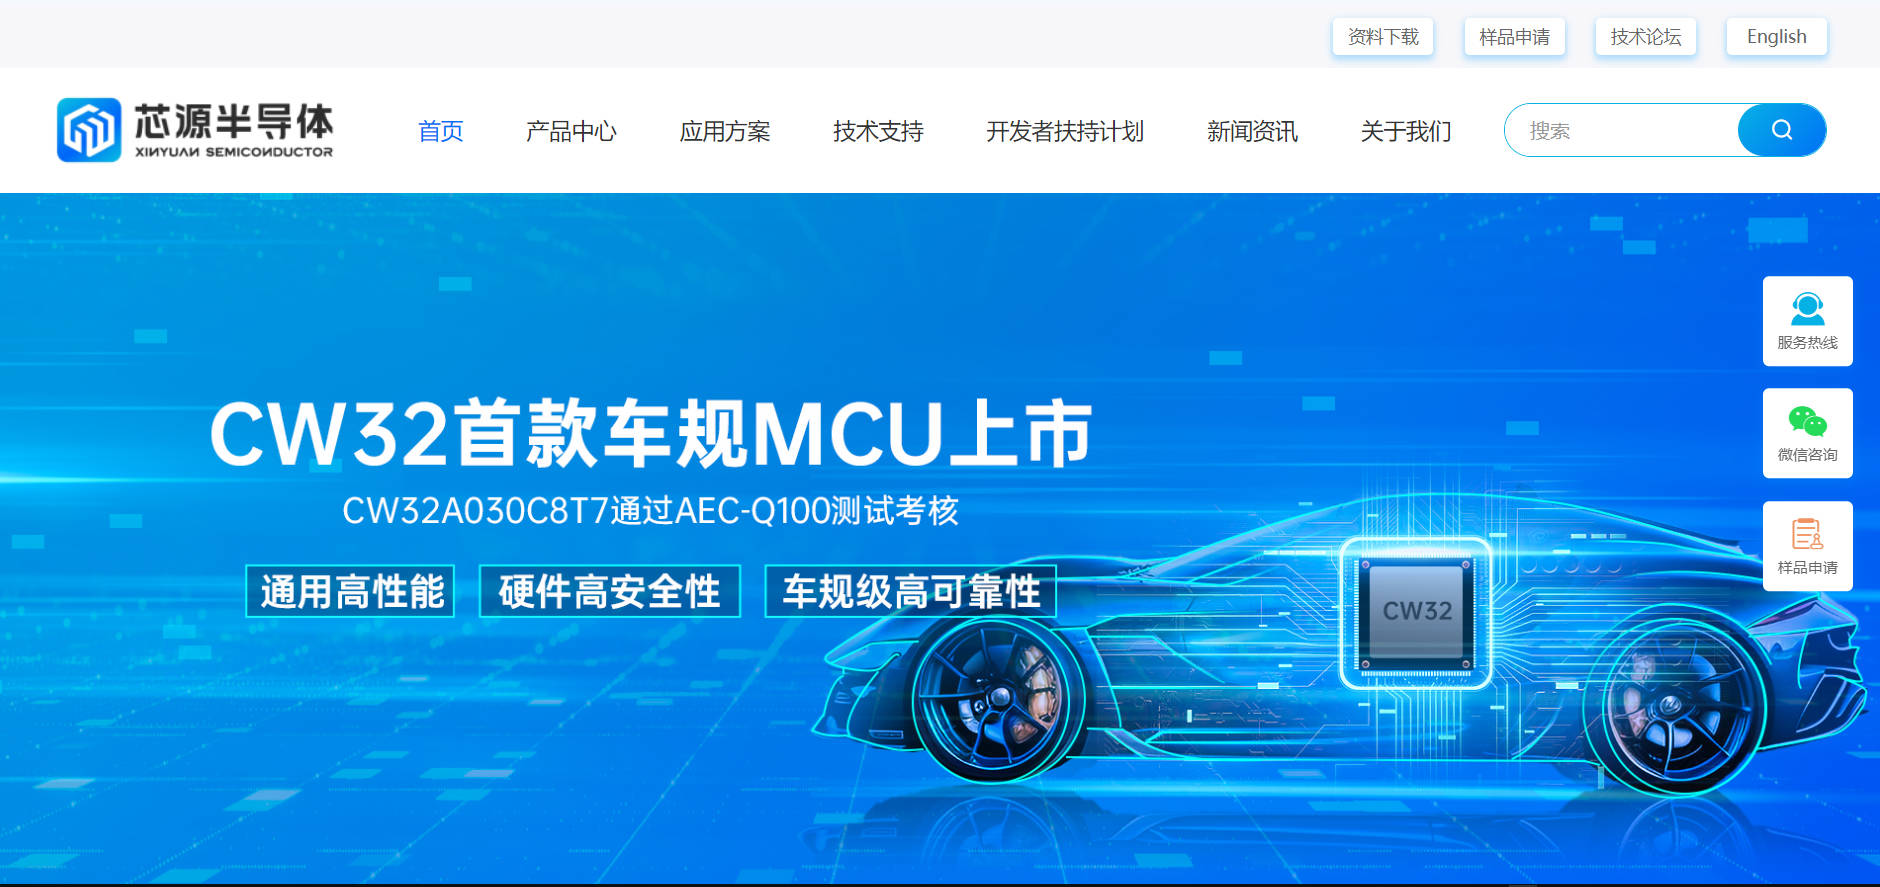 资料下载 样品申请 技术论坛 English
芯源半导体
XINYUAN SEMICONDUCTOR
首页 产品中心 应用方案 技术支持 开发者扶持计划 新闻资讯 关于我们 搜索
服务热线
CW32首款车规MCU上市
微信咨询
CW32A030C8T7通过AEC-Q100测试考核
样品申请
通用高性能 硬件高安全性 车规级高可靠性
CW32